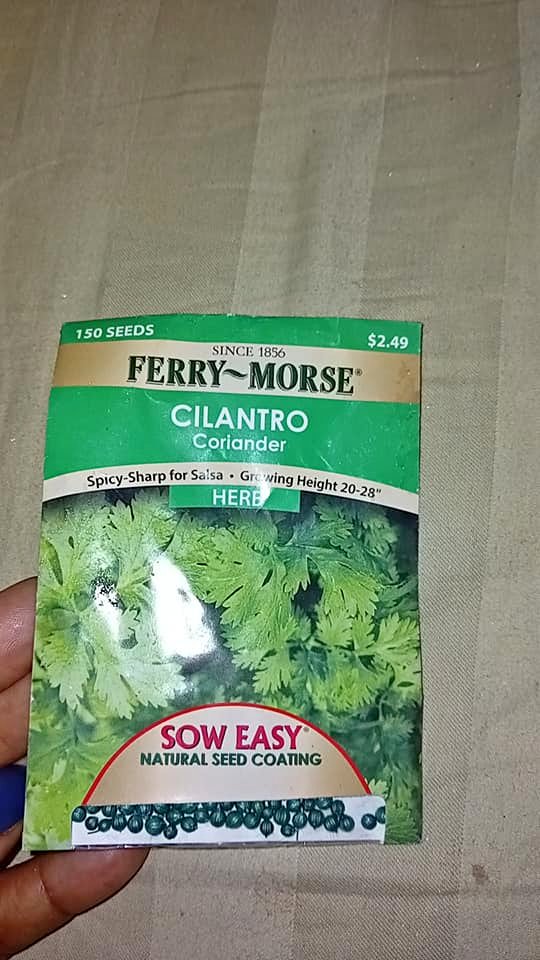 150 SEEDS
$2.49
SINCE 1856
FERRY~MORSE®
CILANTRO
Coriander
Spicy-Sharp for Salsa • Growing Height 20-28"
HERE
SOW EASY®
NATURAL SEED COATING